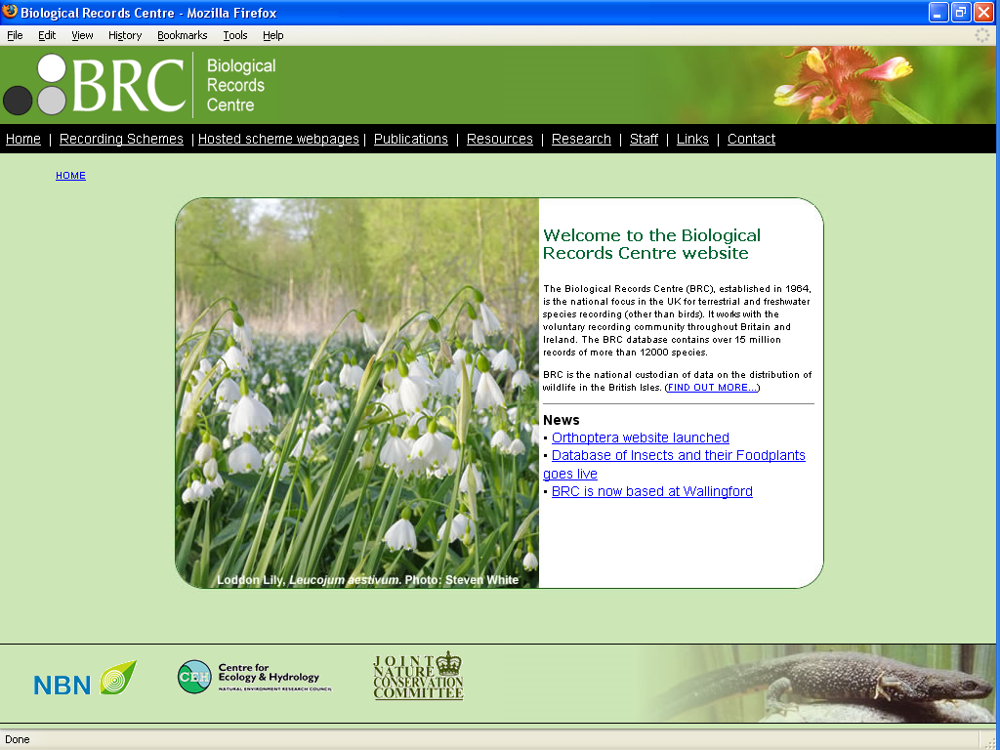 Biological Records Centre - Mozilla Firefox
File Edit View History Bookmarks Tools Help
BRC
Biological
Records
Centre
Home | Recording Schemes | Hosted scheme webpages | Publications | Resources | Research | Staff | Links | Contact
HOME
Welcome to the Biological
Records Centre website
The Biological Records Centre (BRC), established in 1964,
is the national focus in the UK for terrestrial and freshwater
species recording (other than birds). It works with the
voluntary recording community throughout Britain and
Ireland. The BRC database contains over 15 million
records of more than 12000 species.
BRC is the national custodian of data on the distribution of
wildlife in the British Isles. (FIND OUT MORE...)
News
• Orthoptera website launched
• Database of Insects and their Foodplants
goes live
• BRC is now based at Wallingford
Loddon Lily, Leucojum aestivum. Photo: Steven White
NBN
CEH
Centre for
Ecology & Hydrology
NATURAL ENVIRONMENT RESEARCH COUNCIL
JOINT
NATURE
CONSERVATION
COMMITTEE
Done